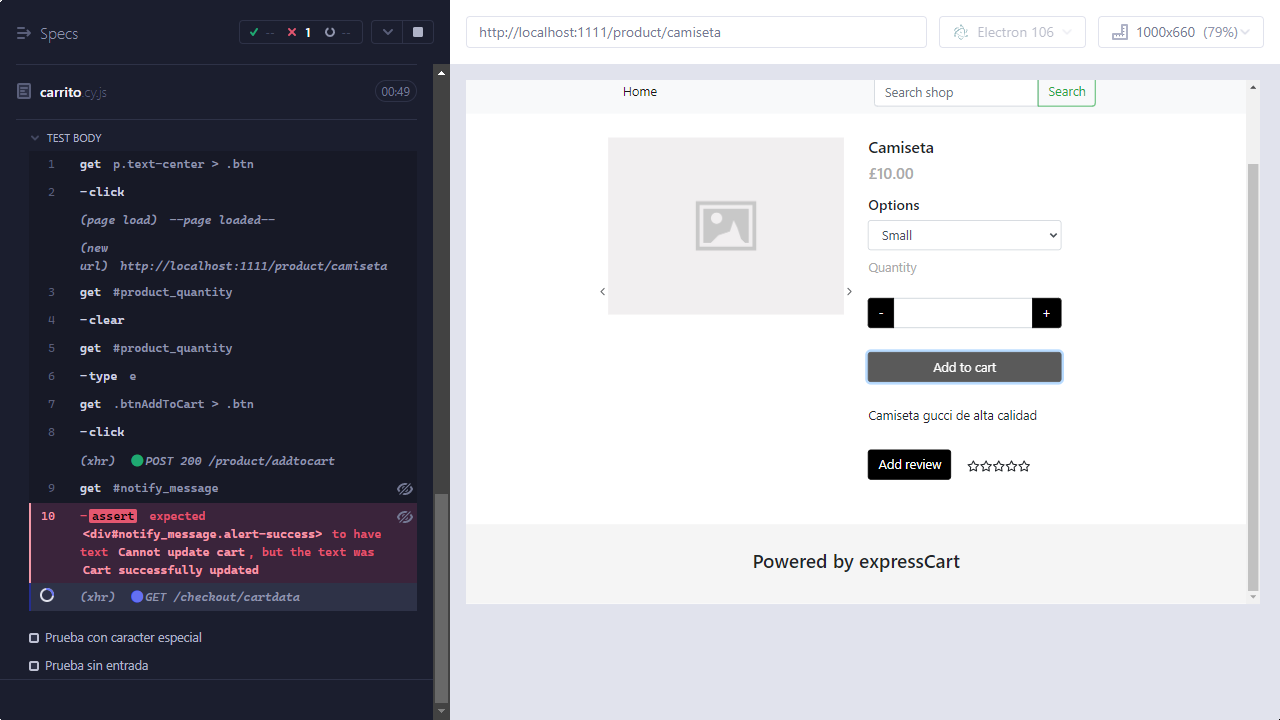 Specs
-- 1 --
carrito cy.js
00:49
TEST BODY
1 get p.text-center > .btn
2 -click
(page load) --page loaded--
(new
url) http://localhost:1111/product/camiseta
3 get #product_quantity
4 -clear
5 get #product_quantity
6 -type e
7 get .btnAddToCart > .btn
8 -click
(xhr) POST 200 /product/addtocart
9 get #notify_message
10 -assert expected
<div#notify_message.alert-success> to have
text Cannot update cart, but the text was
Cart successfully updated
(xhr) GET /checkout/cartdata
Prueba con caracter especial
Prueba sin entrada
http://localhost:1111/product/camiseta
Electron 106
1000x660 (79%)
Home
Search shop
Search
Camiseta
£10.00
Options
Small
Quantity
- +
Add to cart
Camiseta gucci de alta calidad
Add review
Powered by expressCart